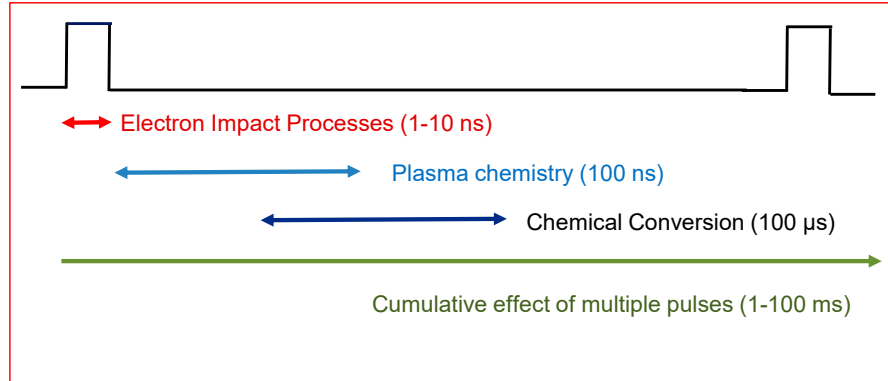 Electron Impact Processes (1-10 ns)
Plasma chemistry (100 ns)
Chemical Conversion (100 µs)
Cumulative effect of multiple pulses (1-100 ms)